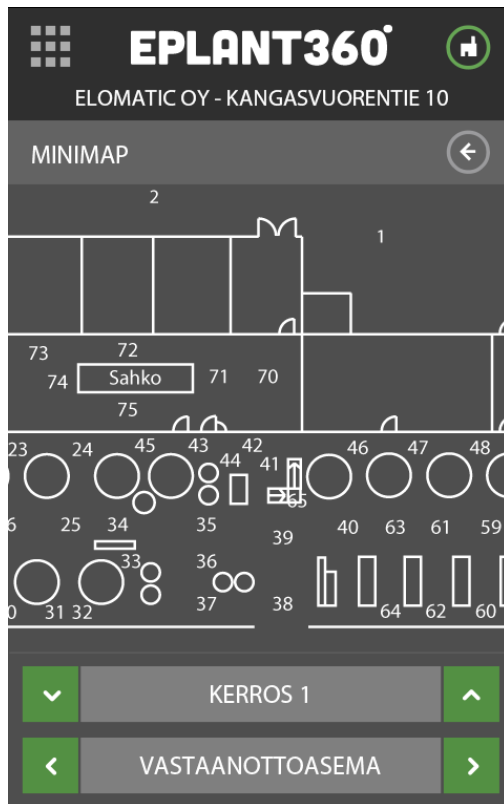 EPLANT360°
ELOMATIC OY - KANGASVUORENTIE 10
MINIMAP
2
1
73 72
74 Sahko 71 70
75
23 24 45 43 42 46 47 48
44 41
65
6 25 34 35 39 40 63 61 59
33 36
0 31 32 37 38 64 62 60
KERROS 1
VASTAANOTTOASEMA